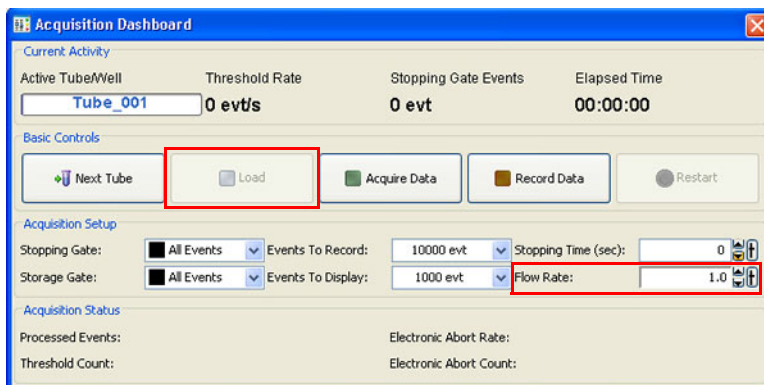 Acquisition Dashboard
Current Activity
Active Tube/Well Threshold Rate Stopping Gate Events Elapsed Time
Tube_001 0 evt/s 0 evt 00:00:00
Basic Controls
Next Tube Load Acquire Data Record Data Restart
Acquisition Setup
Stopping Gate: All Events Events To Record: 10000 evt Stopping Time (sec): 0
Storage Gate: All Events Events To Display: 1000 evt Flow Rate: 1.0
Acquisition Status
Processed Events: Electronic Abort Rate:
Threshold Count: Electronic Abort Count: